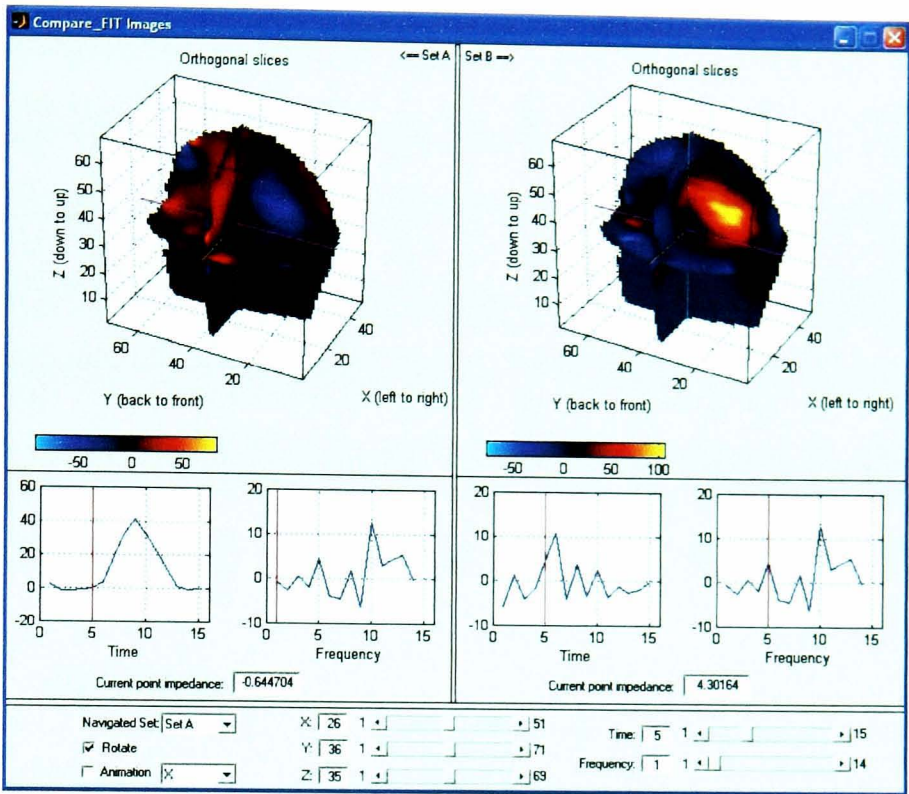 Compare_EIT Images
Orthogonal slices
<== Set A
Set B ==>
Orthogonal slices
Z (down to up)
60
50
40
30
20
10
60
40
20
Y (back to front)
40
20
X (left to right)
Z (down to up)
60
50
40
30
20
10
60
40
20
Y (back to front)
40
20
X (left to right)
-50 0 50
-50 0 50 100
60
40
20
0
-20
0 5 10 15
Time
20
10
0
-10
0 5 10 15
Frequency
20
10
0
-10
0 5 10 15
Time
20
10
0
-10
0 5 10 15
Frequency
Current point impedance: -0.644704
Current point impedance: 4.30164
Navigated Set: Set A
Rotate
Animation X
X: 26 1 51
Y: 36 1 71
Z: 35 1 69
Time: 5 1 15
Frequency: 1 1 14